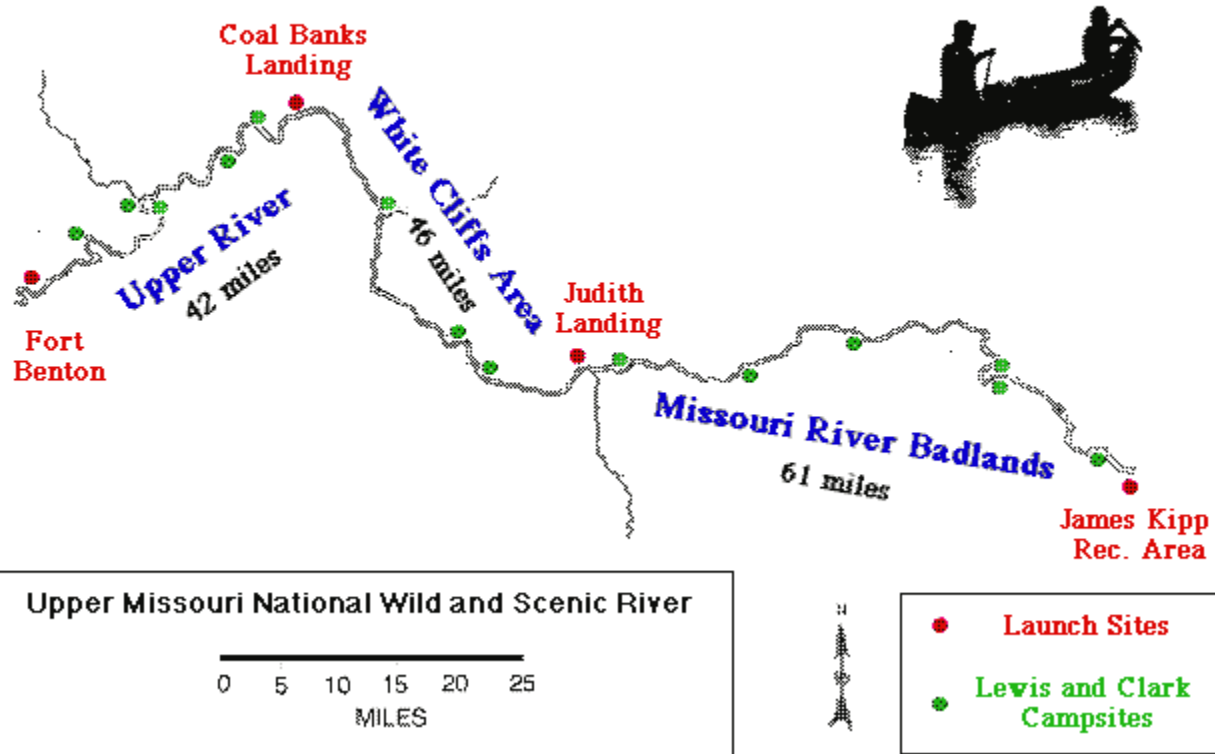 Coal Banks
Landing
White Cliffs Area
46 miles
Upper River
42 miles
Fort
Benton
Judith
Landing
Missouri River Badlands
61 miles
James Kipp
Rec. Area
Upper Missouri National Wild and Scenic River
0 5 10 15 20 25
MILES
N
Launch Sites
Lewis and Clark
Campsites